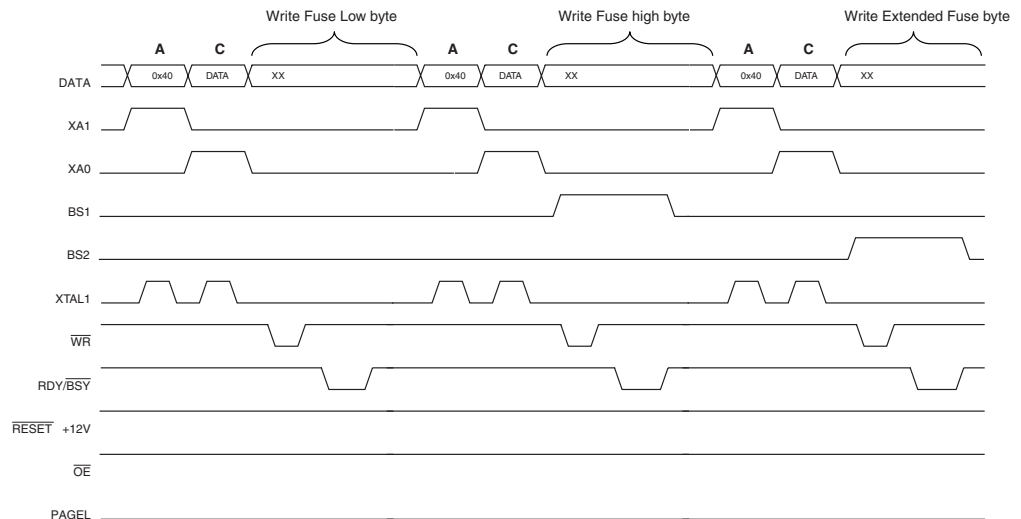 Write Fuse Low byte Write Fuse high byte Write Extended Fuse byte
A C A C A C
DATA 0x40 DATA XX 0x40 DATA XX 0x40 DATA XX
XA1
XA0
BS1
BS2
XTAL1
WR
RDY/BSY
RESET +12V
OE
PAGEL